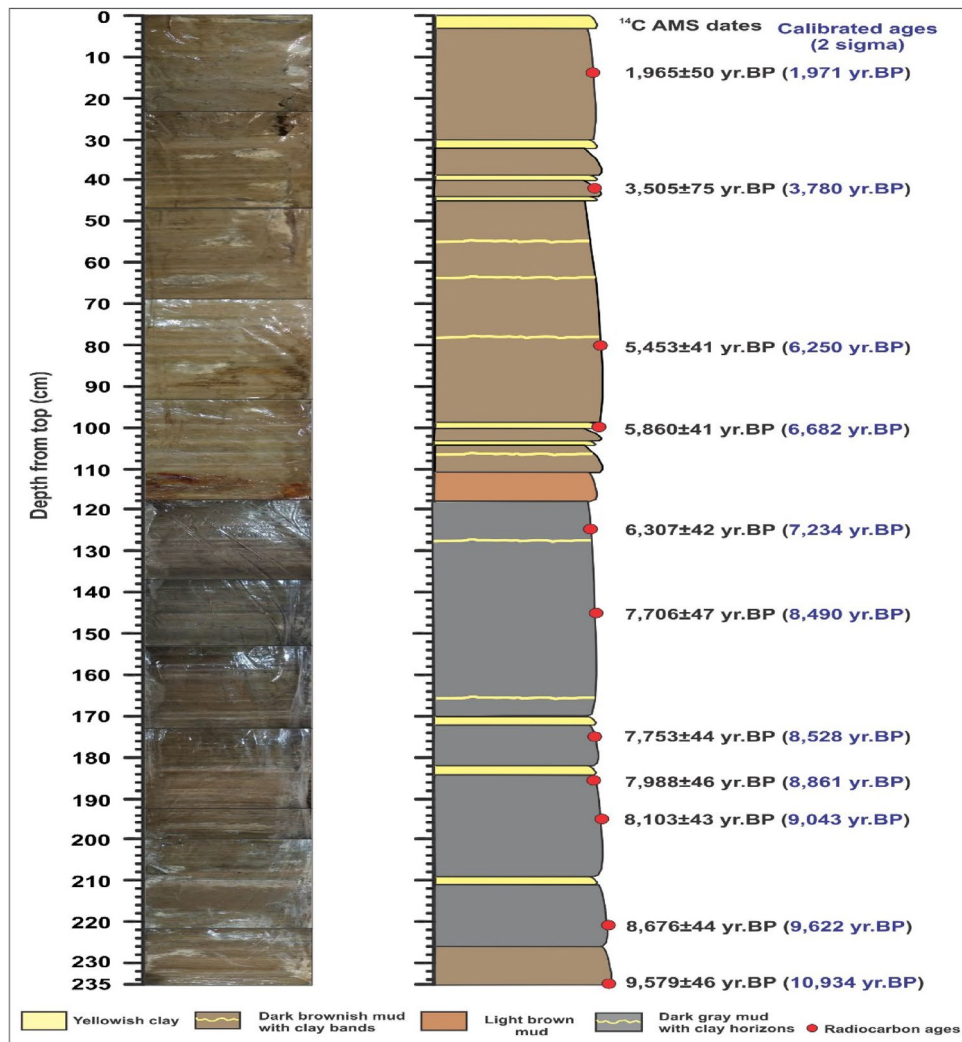 Depth from top (cm)
0
10
20
30
40
50
60
70
80
90
100
110
120
130
140
150
160
170
180
190
200
210
220
230
235
¹⁴C AMS dates
Calibrated ages
(2 sigma)
1,965±50 yr.BP (1,971 yr.BP)
3,505±75 yr.BP (3,780 yr.BP)
5,453±41 yr.BP (6,250 yr.BP)
5,860±41 yr.BP (6,682 yr.BP)
6,307±42 yr.BP (7,234 yr.BP)
7,706±47 yr.BP (8,490 yr.BP)
7,753±44 yr.BP (8,528 yr.BP)
7,988±46 yr.BP (8,861 yr.BP)
8,103±43 yr.BP (9,043 yr.BP)
8,676±44 yr.BP (9,622 yr.BP)
9,579±46 yr.BP (10,934 yr.BP)
Yellowish clay
Dark brownish mud
with clay bands
Light brown
mud
Dark gray mud
with clay horizons
Radiocarbon ages